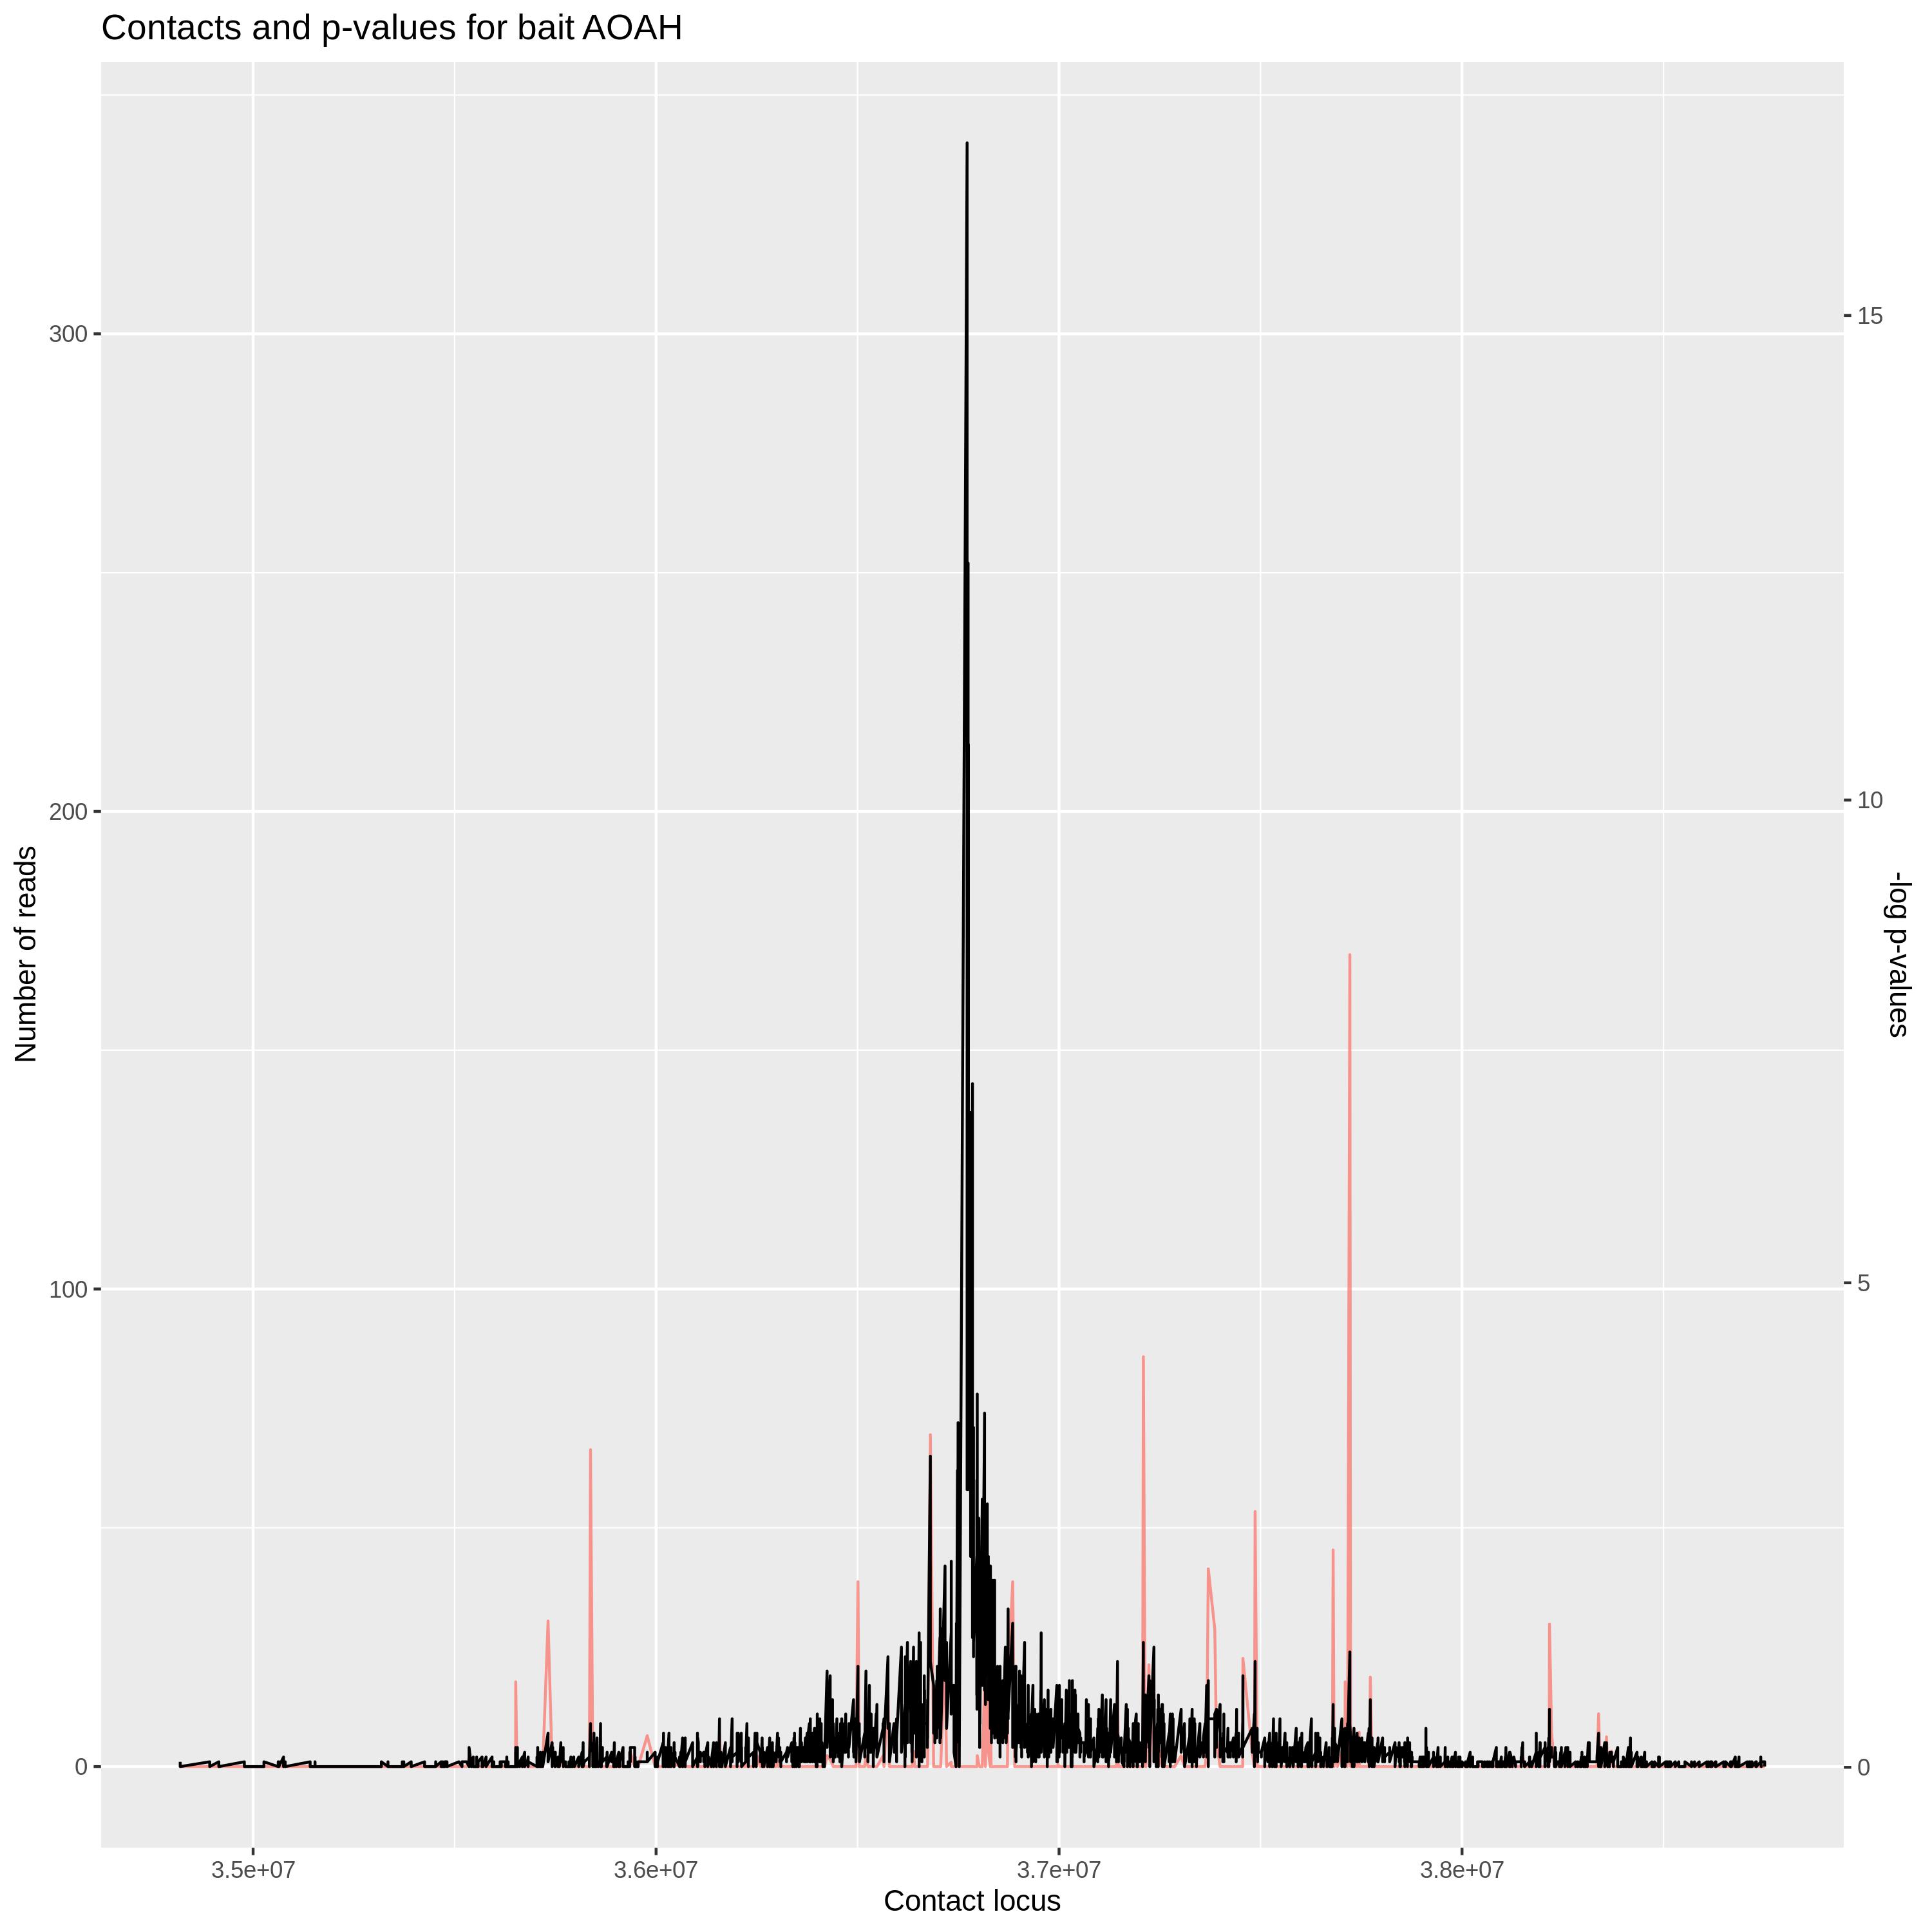 Contacts and p-values for bait AOAH
Number of reads
300
200
100
0
15
10
5
0
-log p-values
3.5e+07
3.6e+07
3.7e+07
3.8e+07
Contact locus